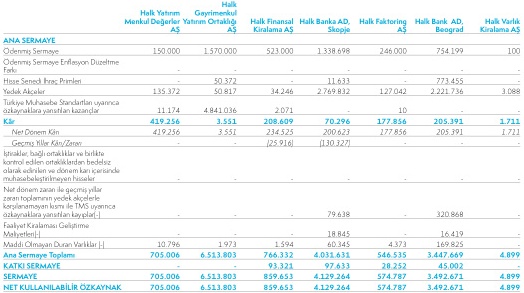 Halk Yatırım Menkul Değerler AŞ | Halk Gayrimenkul Yatırım Ortaklığı AŞ | Halk Finansal Kiralama AŞ | Halk Banka AD, Skopje | Halk Faktoring AŞ | Halk Bank AD, Beograd | Halk Varlık Kiralama AŞ
ANA SERMAYE
Ödenmiş Sermaye 150.000 1.570.000 523.000 1.338.698 246.000 754.199 100
Ödenmiş Sermaye Enflasyon Düzeltme
Farkı - - - - - - -
Hisse Senedi İhraç Primleri - 50.372 - 11.633 - 773.455 -
Yedek Akçeler 135.372 50.817 34.246 2.769.832 127.042 2.221.736 3.088
Türkiye Muhasebe Standartları uyarınca
özkaynaklara yansıtılan kazançlar 11.174 4.841.036 2.071 - 10 - -
Kâr 419.256 3.551 208.609 70.296 177.856 205.391 1.711
Net Dönem Kârı 419.256 3.551 234.525 200.623 177.856 205.391 1.711
Geçmiş Yıllar Kârı/Zararı - - (25.916) (130.327) - - -
İştirakler, bağlı ortaklıklar ve birlikte
kontrol edilen ortaklıklardan bedelsiz
olarak edinilen ve dönem kârı içerisinde
muhasebeleştirilmeyen hisseler - - - - - - -
Net dönem zararı ile geçmiş yıllar
zararı toplamının yedek akçelerle
karşılanamayan kısmı ile TMS uyarınca
özkaynaklara yansıtılan kayıplar(-) - - - 79.638 - 320.868 -
Faaliyet Kiralaması Geliştirme
Maliyetleri(-) - - - 18.845 - 16.419 -
Maddi Olmayan Duran Varlıklar (-) 10.796 1.973 1.594 60.345 4.373 169.825 -
Ana Sermaye Toplamı 705.006 6.513.803 766.332 4.031.631 546.535 3.447.669 4.899
KATKI SERMAYE - - 93.321 97.633 28.252 45.002 -
SERMAYE 705.006 6.513.803 859.653 4.129.264 574.787 3.492.671 4.899
NET KULLANILABİLİR ÖZKAYNAK 705.006 6.513.803 859.653 4.129.264 574.787 3.492.671 4.899